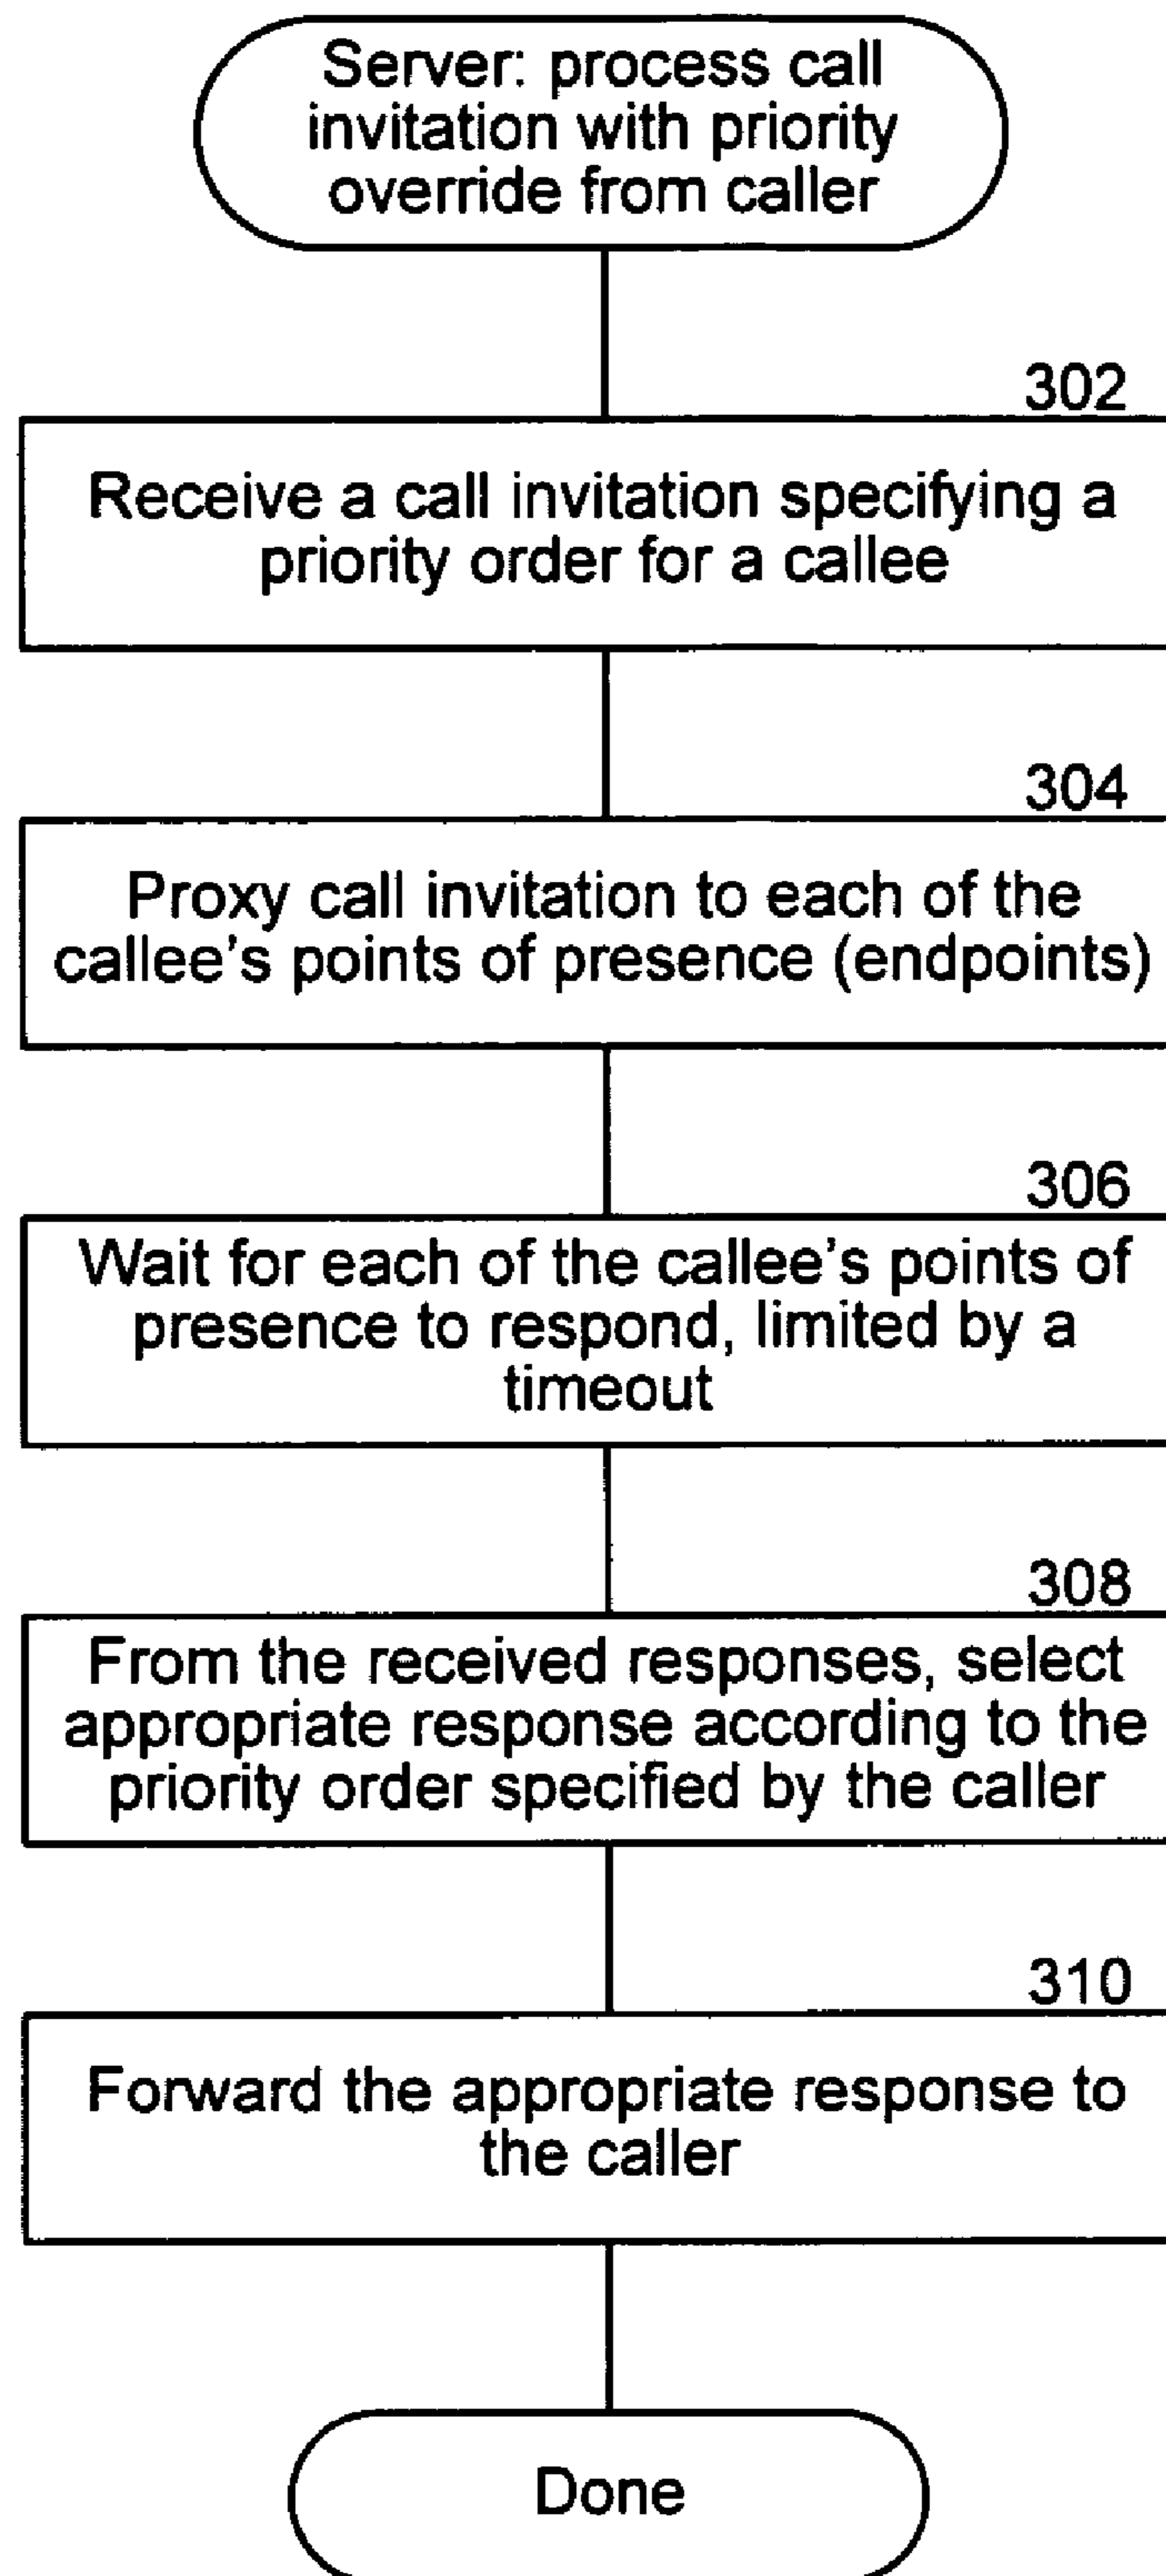 Server: process call
invitation with priority
override from caller
302
Receive a call invitation specifying a
priority order for a callee
304
Proxy call invitation to each of the
callee's points of presence (endpoints)
306
Wait for each of the callee's points of
presence to respond, limited by a
timeout
308
From the received responses, select
appropriate response according to the
priority order specified by the caller
310
Forward the appropriate response to
the caller
Done